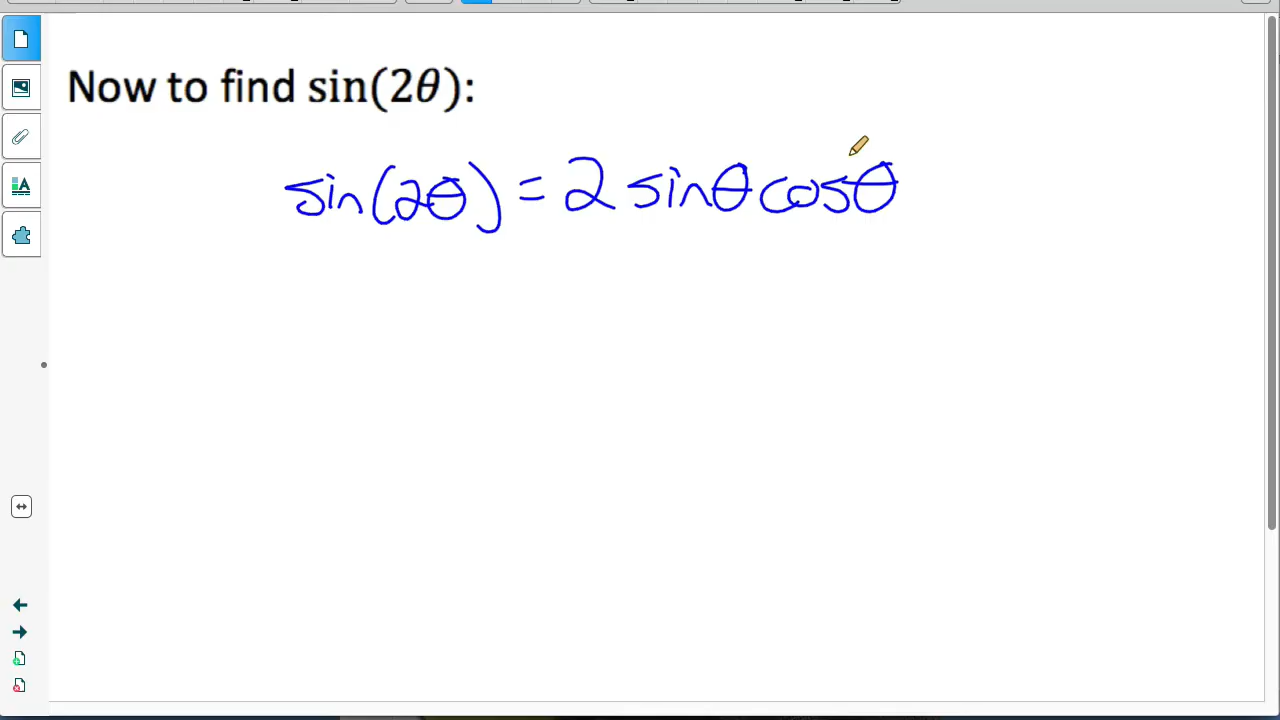 Now to find sin(2θ):
sin(2θ) = 2 sinθ cosθ